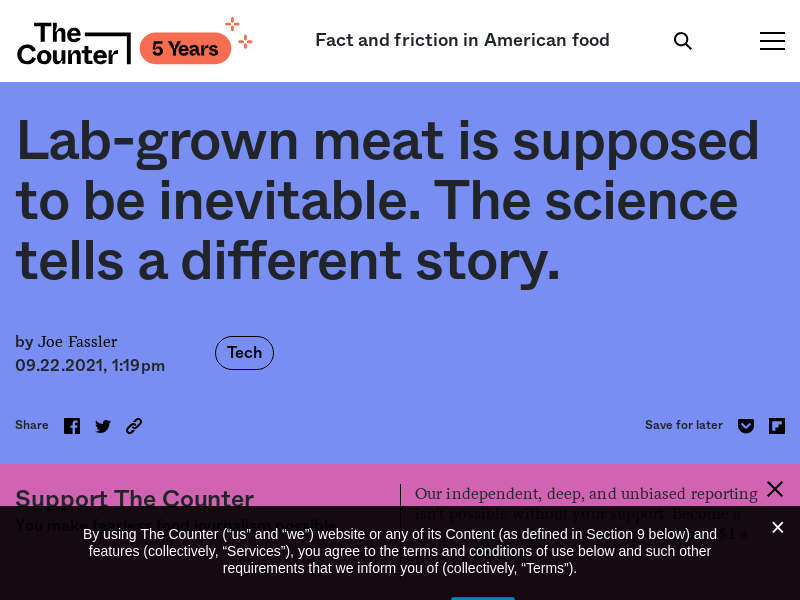 The
Counter
5 Years
Fact and friction in American food
Lab-grown meat is supposed
to be inevitable. The science
tells a different story.
by Joe Fassler
09.22.2021, 1:19pm
Tech
Share
Save for later
Support The Counter
You make fearless food journalism possible.
Our independent, deep, and unbiased reporting
isn't possible without your support. Become a
By using The Counter (“us” and “we”) website or any of its Content (as defined in Section 9 below) and
features (collectively, “Services”), you agree to the terms and conditions of use below and such other
requirements that we inform you of (collectively, “Terms”).